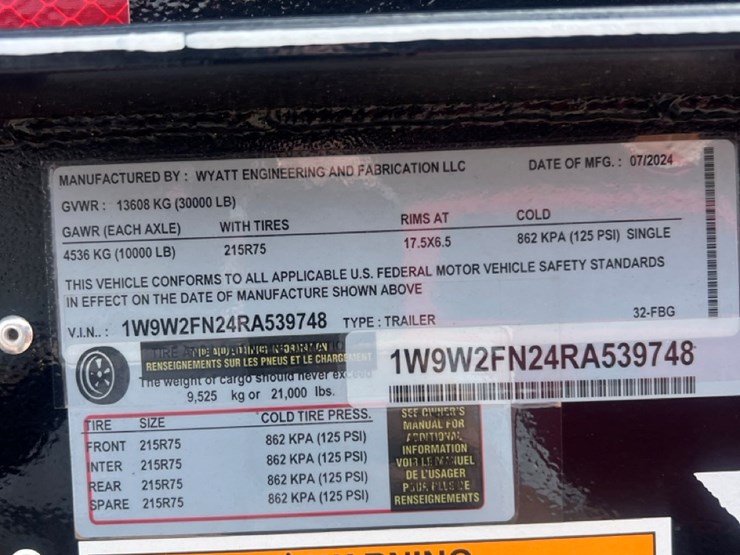 MANUFACTURED BY : WYATT ENGINEERING AND FABRICATION LLC DATE OF MFG. : 07/2024
GVWR : 13608 KG (30000 LB)
GAWR (EACH AXLE) WITH TIRES RIMS AT COLD
4536 KG (10000 LB) 215R75 17.5X6.5 862 KPA (125 PSI) SINGLE
THIS VEHICLE CONFORMS TO ALL APPLICABLE U.S. FEDERAL MOTOR VEHICLE SAFETY STANDARDS
IN EFFECT ON THE DATE OF MANUFACTURE SHOWN ABOVE
V.I.N.. : 1W9W2FN24RA539748 TYPE : TRAILER 32-FBG
TIRE AND LOADING INFORMATION
RENSEIGNEMENTS SUR LES PNEUS ET LE CHARGEMENT
The weight of cargo should never
9,525 kg or 21,000 lbs.
1W9W2FN24RA539748
TIRE SIZE COLD TIRE PRESS.
FRONT 215R75 862 KPA (125 PSI)
INTER 215R75 862 KPA (125 PSI)
REAR 215R75 862 KPA (125 PSI)
SPARE 215R75 862 KPA (125 PSI)
SEE OWNER'S
MANUAL FOR
ADDITIONAL
INFORMATION
VOIR LE MANUEL
DE L'USAGER
POUR PLUS DE
RENSEIGNEMENTS
WARNING